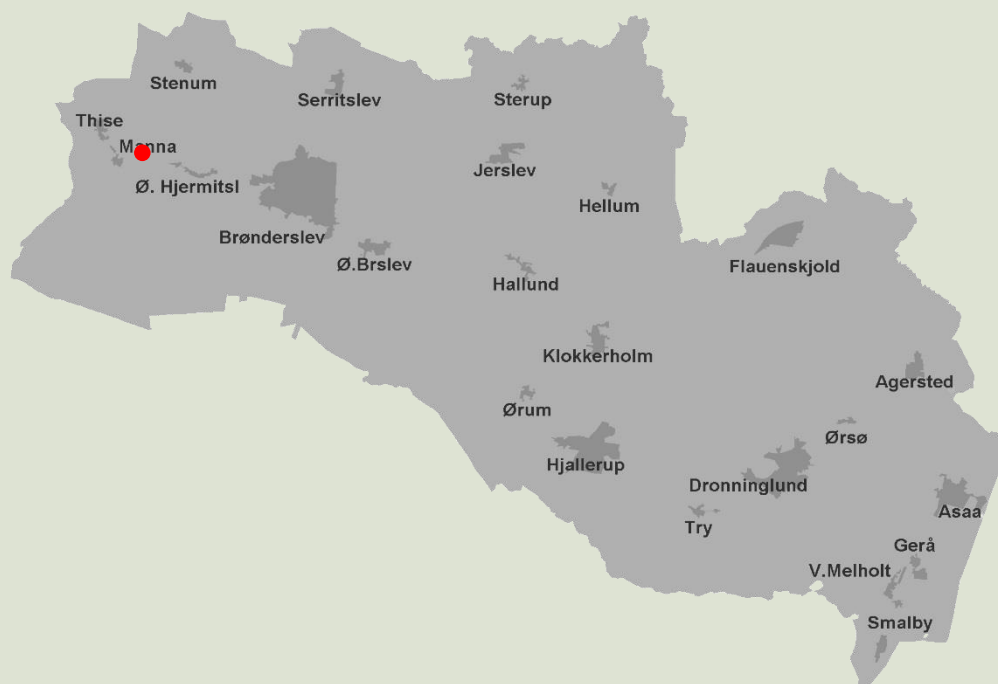 Stenum
Serritslev
Sterup
Thise
Manna
Jerslev
Ø. Hjermitsl
Hellum
Brønderslev
Ø.Brslev
Flauenskjold
Hallund
Klokkerholm
Agersted
Ørum
Ørsø
Hjallerup
Dronninglund
Asaa
Try
Gerå
V.Melholt
Smalby